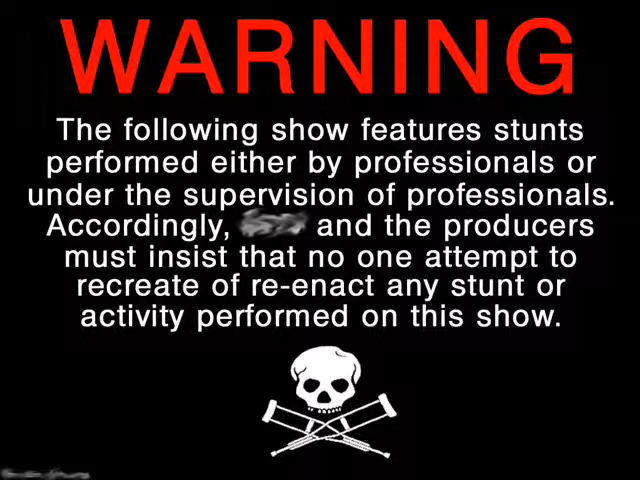 WARNING
The following show features stunts
performed either by professionals or
under the supervision of professionals.
Accordingly, and the producers
must insist that no one attempt to
recreate of re-enact any stunt or
activity performed on this show.